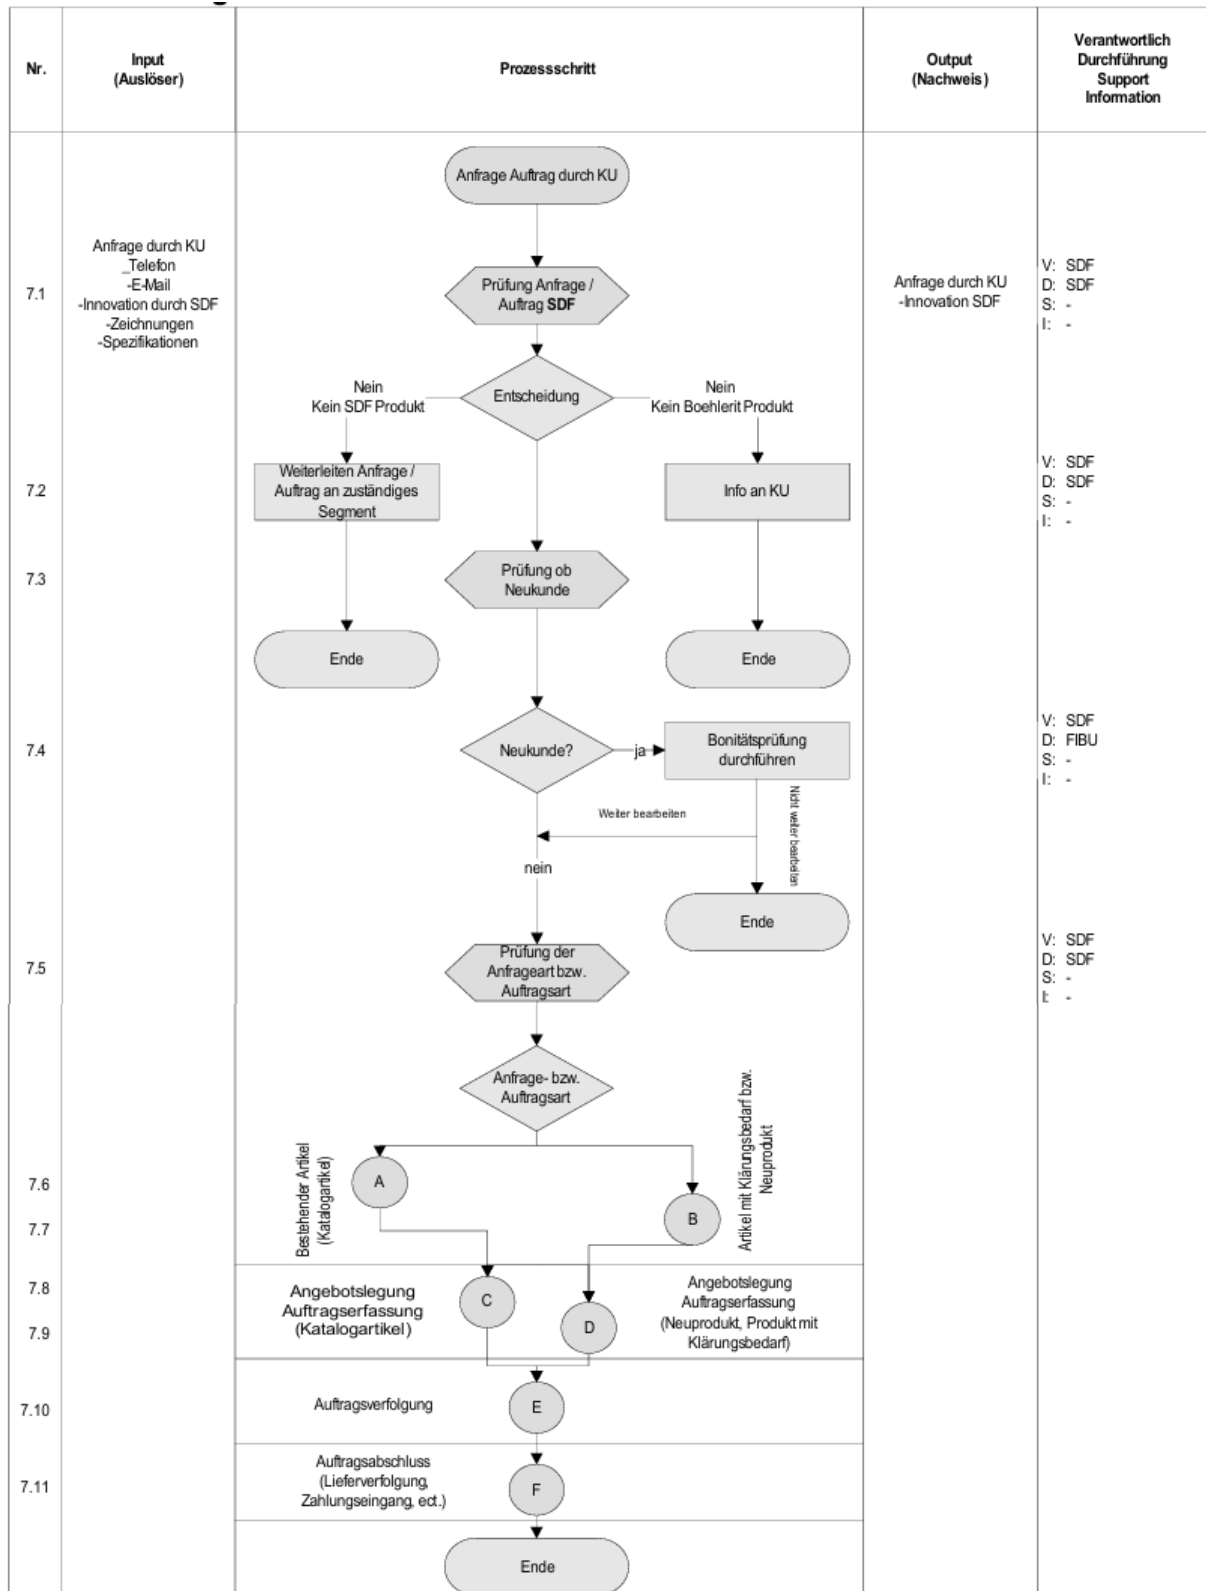 Nr.
Input
(Auslöser)
Prozessschritt
Output
(Nachweis)
Verantwortlich
Durchführung
Support
Information
Anfrage Auftrag durch KU
7.1
Anfrage durch KU
_Telefon
-E-Mail
-Innovation durch SDF
-Zeichnungen
-Spezifikationen
Prüfung Anfrage /
Auftrag SDF
Anfrage durch KU
-Innovation SDF
V: SDF
D: SDF
S: -
I: -
Entscheidung
Nein
Kein SDF Produkt
Nein
Kein Boehlerit Produkt
7.2
Weiterleiten Anfrage /
Auftrag an zuständiges
Segment
Info an KU
V: SDF
D: SDF
S: -
I: -
7.3
Prüfung ob
Neukunde
Ende
Ende
7.4
Neukunde?
ja
Bonitätsprüfung
durchführen
V: SDF
D: FIBU
S: -
I: -
Weiter bearbeiten
Nicht weiter bearbeiten
nein
Ende
7.5
Prüfung der
Anfrageart bzw.
Auftragsart
V: SDF
D: SDF
S: -
I: -
Anfrage- bzw.
Auftragsart
Bestehender Artikel
(Katalogartikel)
Artikel mit Klärungsbedarf bzw.
Neuprodukt
7.6
A
7.7
B
7.8
Angebotslegung
Auftragserfassung
(Katalogartikel)
C
Angebotslegung
Auftragserfassung
(Neuprodukt, Produkt mit
Klärungsbedarf)
7.9
D
7.10
Auftragsverfolgung
E
7.11
Auftragsabschluss
(Lieferverfolgung,
Zahlungseingang, ect.)
F
Ende